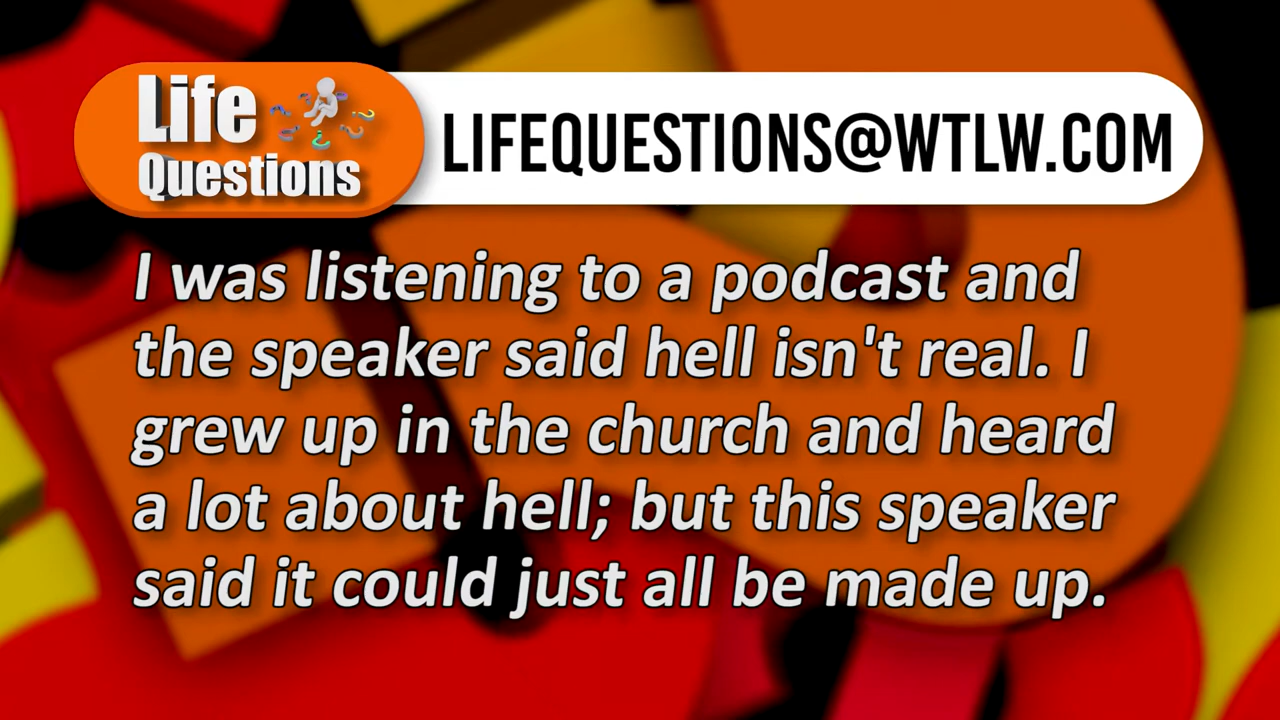 Life
Questions
LIFEQUESTIONS@WTLW.COM
I was listening to a podcast and
the speaker said hell isn't real. I
grew up in the church and heard
a lot about hell; but this speaker
said it could just all be made up.